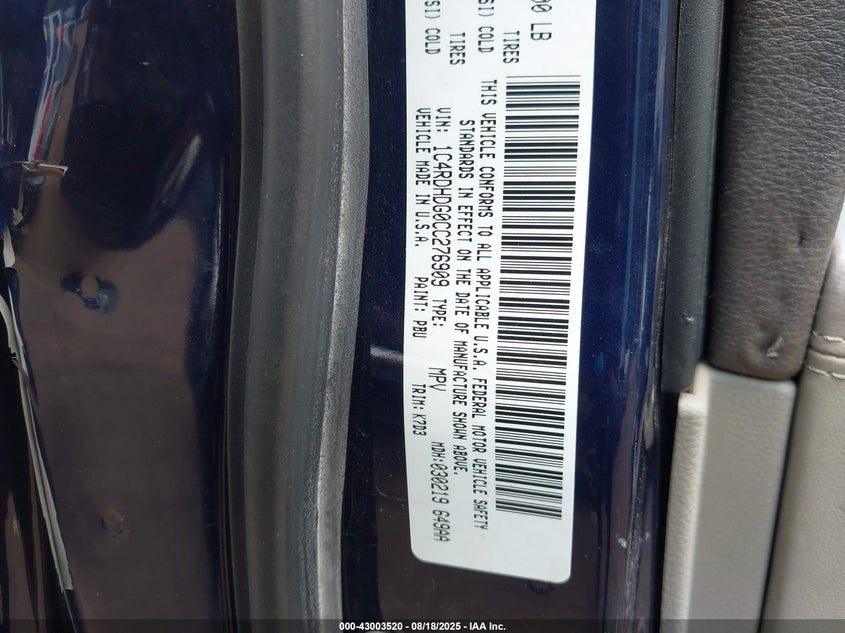 00 LB
TIRES
SI) COLD
TIRES
SI) COLD
THIS VEHICLE CONFORMS TO ALL APPLICABLE U.S.A. FEDERAL MOTOR VEHICLE SAFETY
STANDARDS IN EFFECT ON THE DATE OF MANUFACTURE SHOWN ABOVE.
VIN: 1C4RDHDG0CC276909 TYPE: MPV MDH:030219 649AA
VEHICLE MADE IN U.S.A. PAINT: PBU TRIM: K7D3
000-43003520 - 08/18/2025 - IAA Inc.